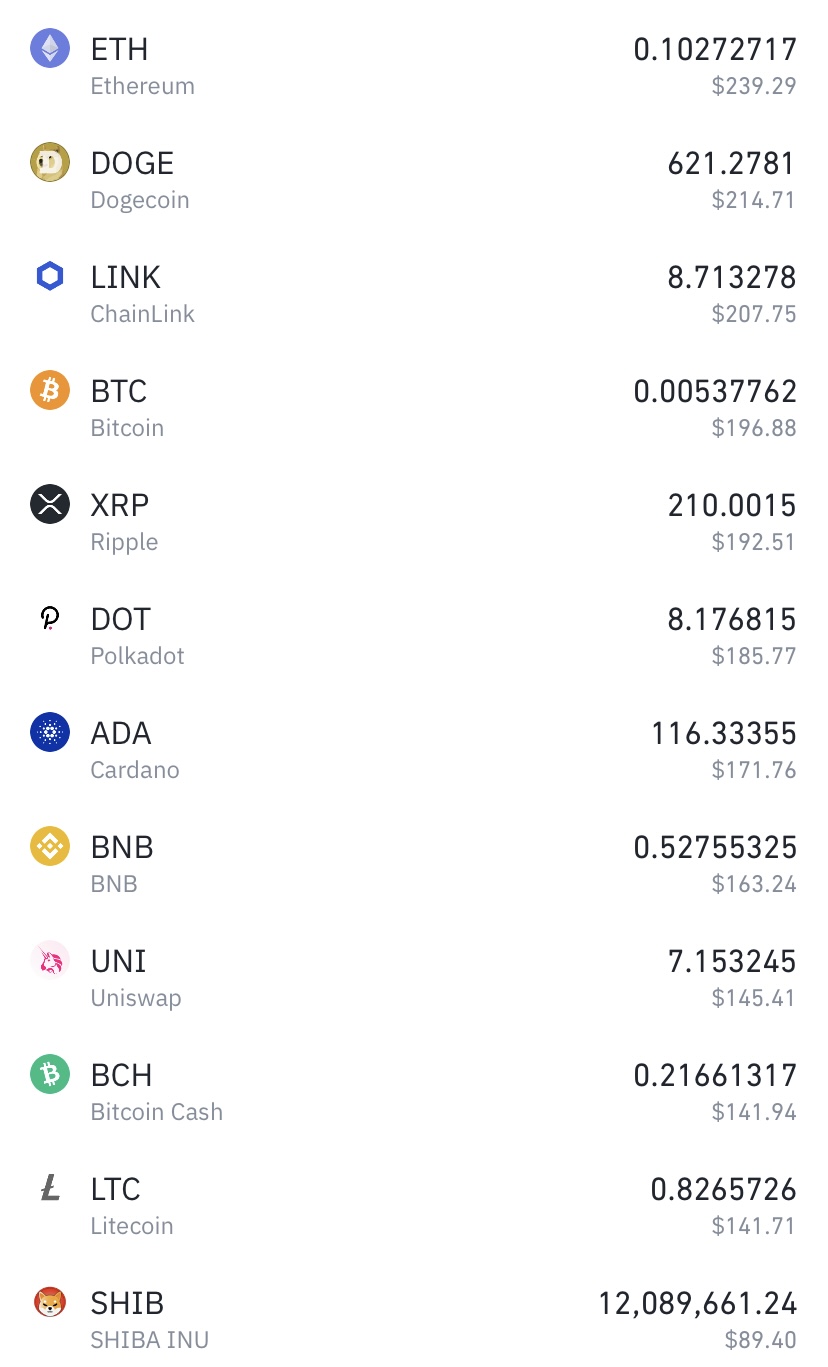 ETH 0.10272717
Ethereum $239.29
DOGE 621.2781
Dogecoin $214.71
LINK 8.713278
ChainLink $207.75
BTC 0.00537762
Bitcoin $196.88
XRP 210.0015
Ripple $192.51
DOT 8.176815
Polkadot $185.77
ADA 116.33355
Cardano $171.76
BNB 0.52755325
BNB $163.24
UNI 7.153245
Uniswap $145.41
BCH 0.21661317
Bitcoin Cash $141.94
LTC 0.8265726
Litecoin $141.71
SHIB 12,089,661.24
SHIBA INU $89.40